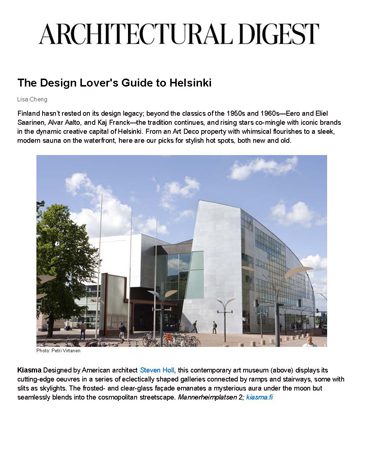 ARCHITECTURAL DIGEST
The Design Lover's Guide to Helsinki
Lisa Cheng
Finland hasn't rested on its design legacy; beyond the classics of the 1950s and 1960s—Eero and Eliel
Saarinen, Alvar Aalto, and Kaj Franck—the tradition continues, and rising stars co-mingle with iconic brands
in the dynamic creative capital of Helsinki. From an Art Deco property with whimsical flourishes to a sleek,
modern sauna on the waterfront, here are our picks for stylish hot spots, both new and old.
Photo: Petri Virtanen
Kiasma Designed by American architect Steven Holl, this contemporary art museum (above) displays its
cutting-edge oeuvres in a series of eclectically shaped galleries connected by ramps and stairways, some with
slits as skylights. The frosted- and clear-glass façade emanates a mysterious aura under the moon but
seamlessly blends into the cosmopolitan streetscape. Mannerheimplatsen 2; kiasma.fi